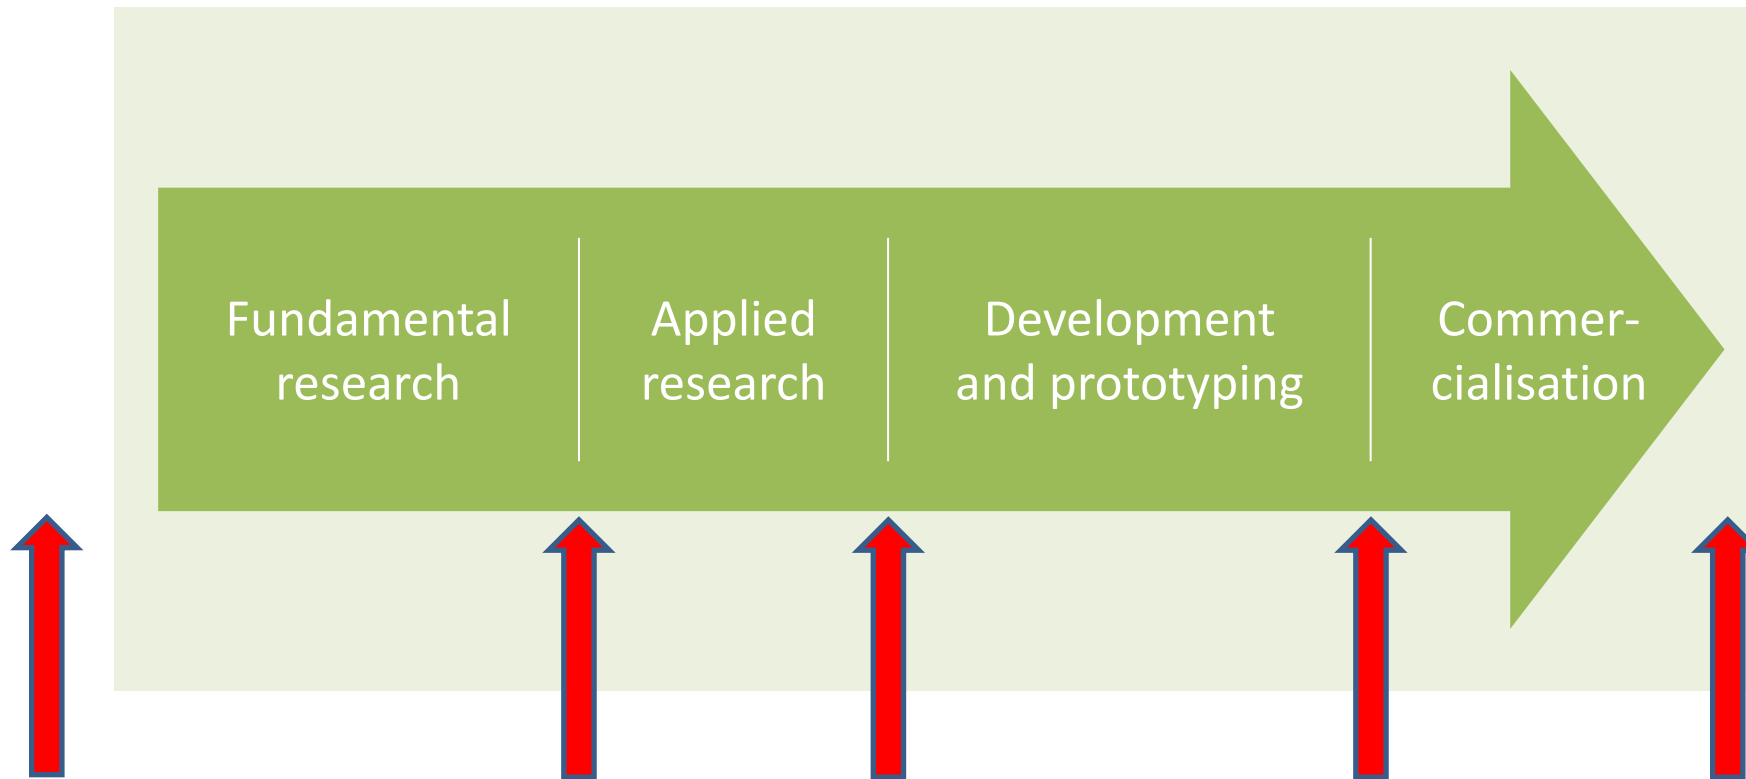 Fundamental
research
Applied
research
Development
and prototyping
Commer-
cialisation